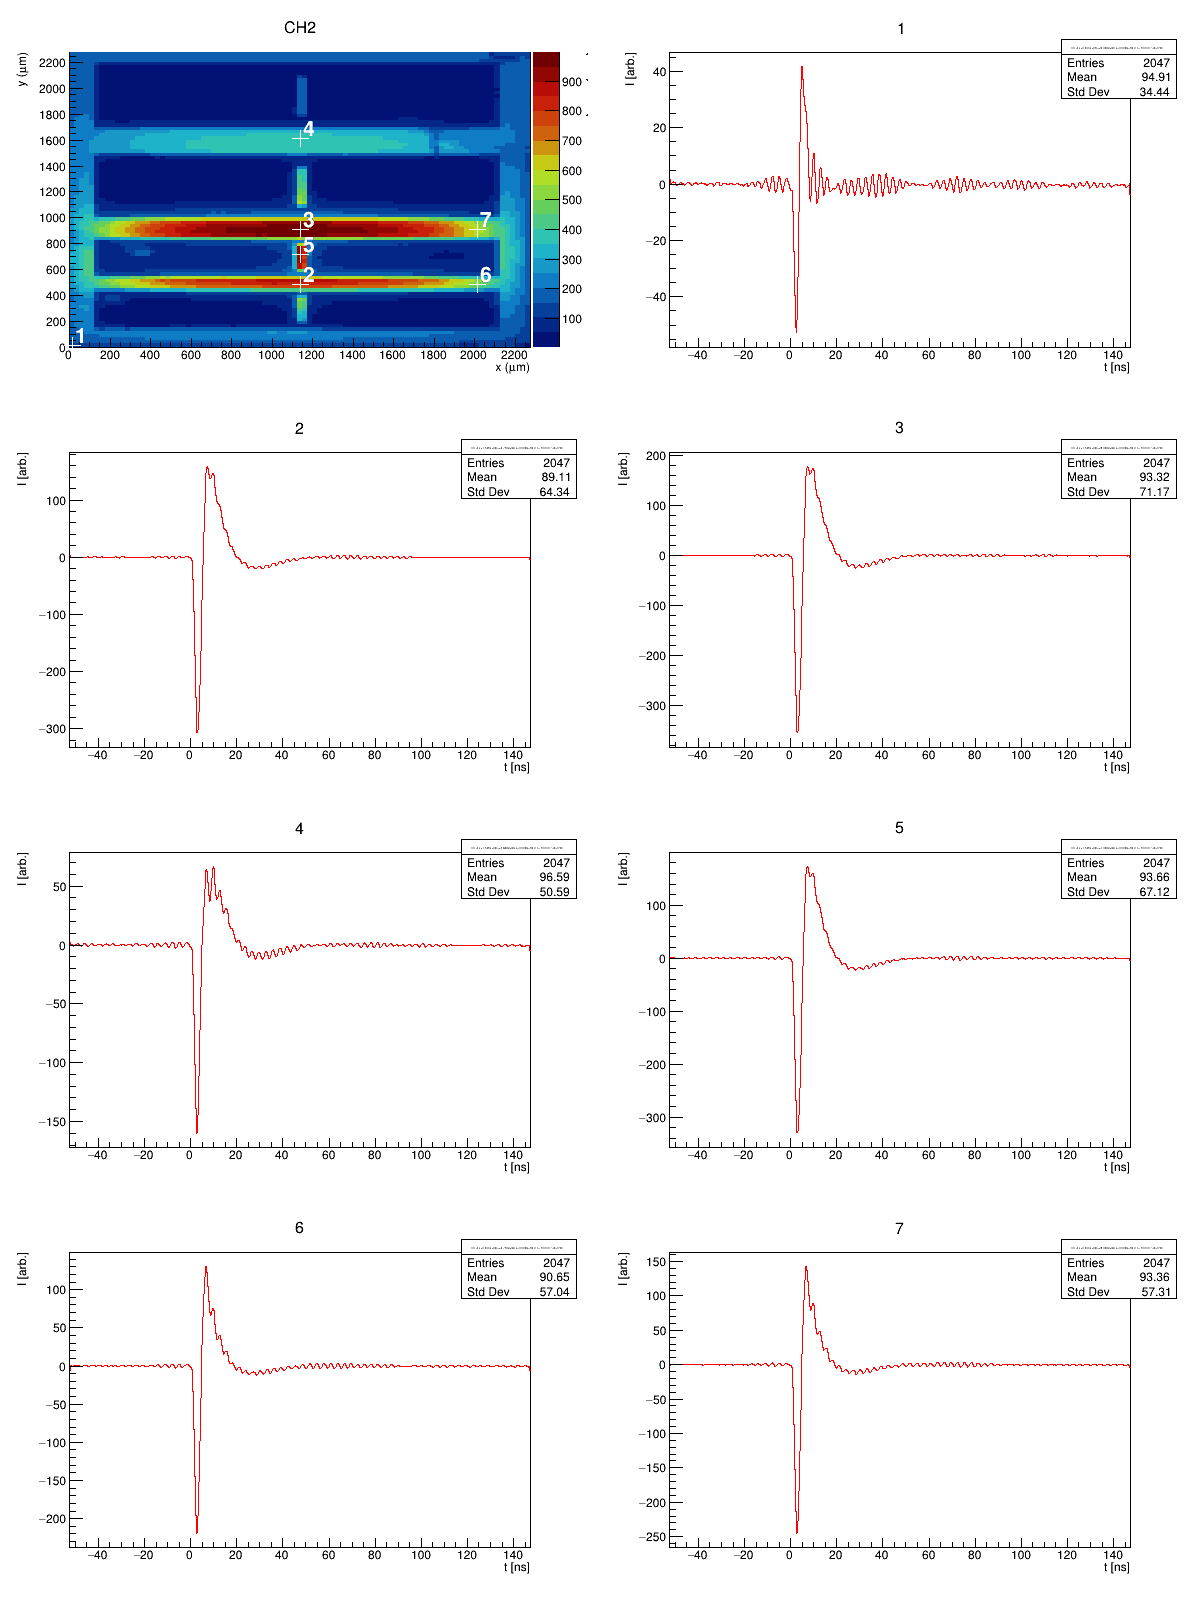 CH2
y (μm)
2200
2000
1800
1600
1400
1200
1000
800
600
400
200
0
0 200 400 600 800 1000 1200 1400 1600 1800 2000 2200
x (μm)
900
800
700
600
500
400
300
200
100
4
3
7
5
2
6
1
1
I [arb.]
Entries 2047
Mean 94.91
Std Dev 34.44
40
20
0
−20
−40
−40 −20 0 20 40 60 80 100 120 140
t [ns]
2
I [arb.]
Entries 2047
Mean 89.11
Std Dev 64.34
100
0
−100
−200
−300
−40 −20 0 20 40 60 80 100 120 140
t [ns]
3
I [arb.]
Entries 2047
Mean 93.32
Std Dev 71.17
200
100
0
−100
−200
−300
−40 −20 0 20 40 60 80 100 120 140
t [ns]
4
I [arb.]
Entries 2047
Mean 96.59
Std Dev 50.59
50
0
−50
−100
−150
−40 −20 0 20 40 60 80 100 120 140
t [ns]
5
I [arb.]
Entries 2047
Mean 93.66
Std Dev 67.12
100
0
−100
−200
−300
−40 −20 0 20 40 60 80 100 120 140
t [ns]
6
I [arb.]
Entries 2047
Mean 90.65
Std Dev 57.04
100
50
0
−50
−100
−150
−200
−40 −20 0 20 40 60 80 100 120 140
t [ns]
7
I [arb.]
Entries 2047
Mean 93.36
Std Dev 57.31
150
100
50
0
−50
−100
−150
−200
−250
−40 −20 0 20 40 60 80 100 120 140
t [ns]